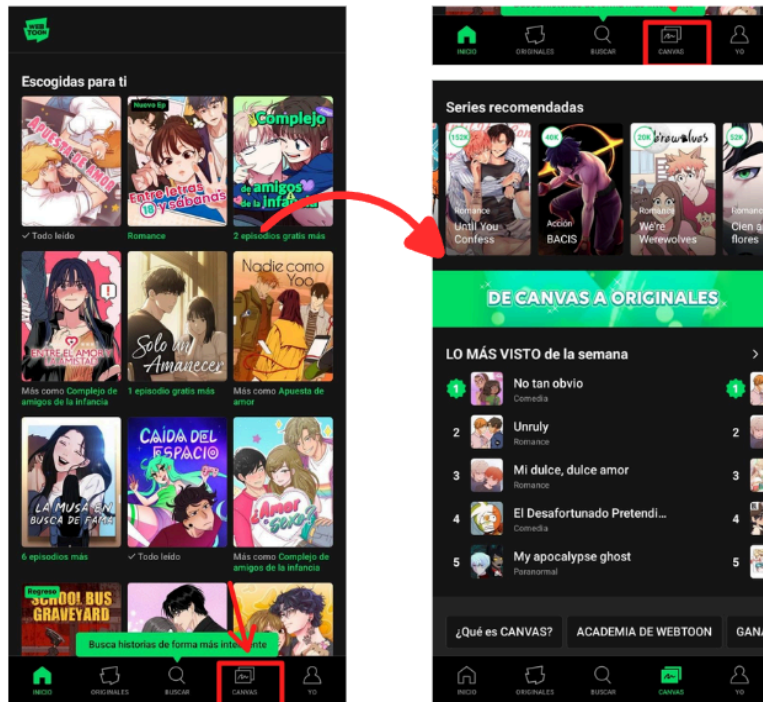 WEB
TOON
Escogidas para ti
APUESTA DE AMOR
✓ Todo leído
Nuevo Ep
Entre letras
18 y sábanas
Romance
Complejo
de amigos
de la infancia
2 episodios gratis más
ENTRE EL AMOR
Y LA AMISTAD
Más como Complejo de
amigos de la infancia
Solo un
Amanecer
1 episodio gratis más
Nadie como
Yoo
Más como Apuesta de
amor
LA MUSA EN
BUSCA DE FAMA
6 episodios más
CAÍDA DEL
ESPACIO
✓ Todo leído
¿Amor
o sexo?
Más como Complejo de
amigos de la infancia
Regreso
SCHOOL BUS
GRAVEYARD
Busca historias de forma más
INICIO
ORIGINALES
BUSCAR
CANVAS
YO
INICIO
ORIGINALES
BUSCAR
CANVAS
YO
Series recomendadas
152K
Romance
Until You
Confess
40K
Acción
BACIS
20K
Romance
We're
Werewolves
52K
Cien
flores
DE CANVAS A ORIGINALES
LO MÁS VISTO de la semana
1
No tan obvio
Comedia
2
Unruly
Romance
3
Mi dulce, dulce amor
Romance
4
El Desafortunado Pretendi...
Comedia
5
My apocalypse ghost
Paranormal
1
2
3
4
5
¿Qué es CANVAS?
ACADEMIA DE WEBTOON
GANA
INICIO
ORIGINALES
BUSCAR
CANVAS
YO